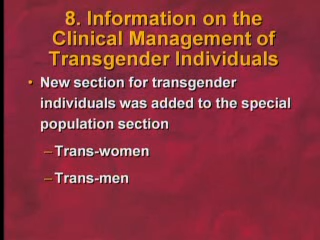 8. Information on the
Clinical Management of
Transgender Individuals
• New section for transgender
individuals was added to the special
population section
– Trans-women
– Trans-men